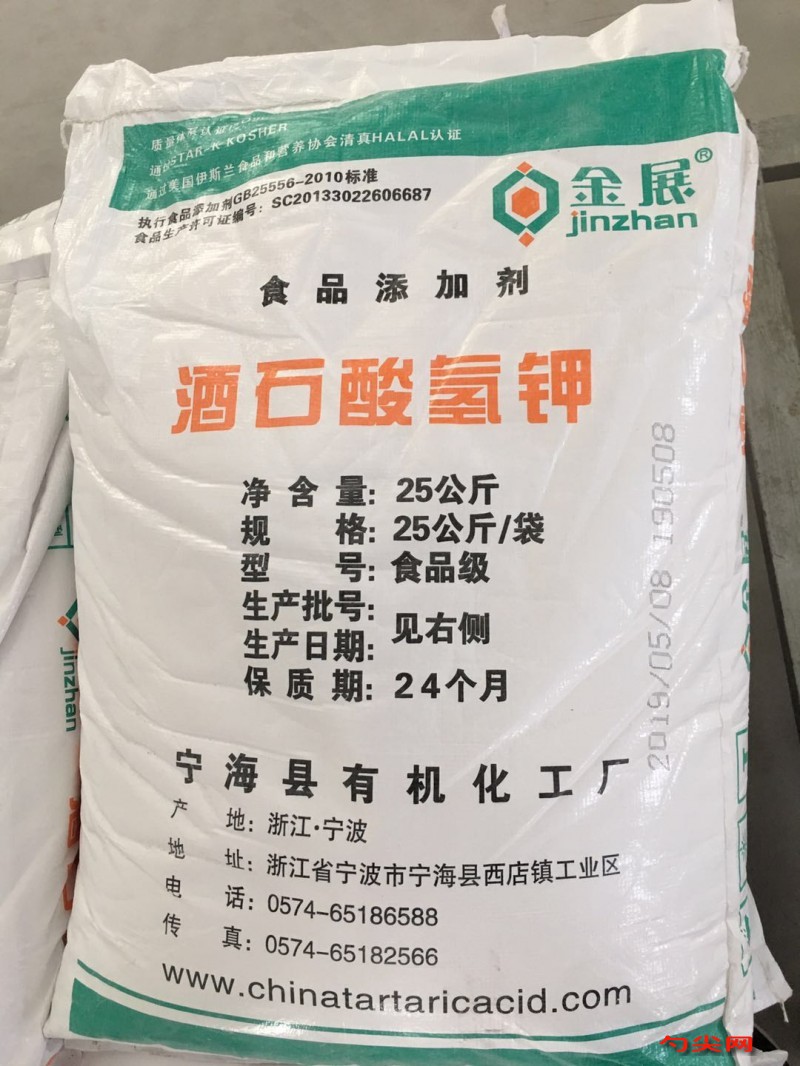 通过STAR-K-KOSHER
通过美国伊斯兰食品和营养协会清真HALAL认证
执行食品添加剂GB25556-2010标准
食品生产许可证编号：SC20133022606687
金展®
jinzhan
食品添加剂
酒石酸氢钾
净含量：25公斤
规格：25公斤/袋
型号：食品级
生产批号：
生产日期：
见右侧
保质期：24个月
2019/05/08 190508
宁海县有机化工厂
产地：浙江·宁波
地址：浙江省宁波市宁海县西店镇工业区
电话：0574-65186588
传真：0574-65182566
www.chinatartaricacid.com
jinzhan
勺尖网